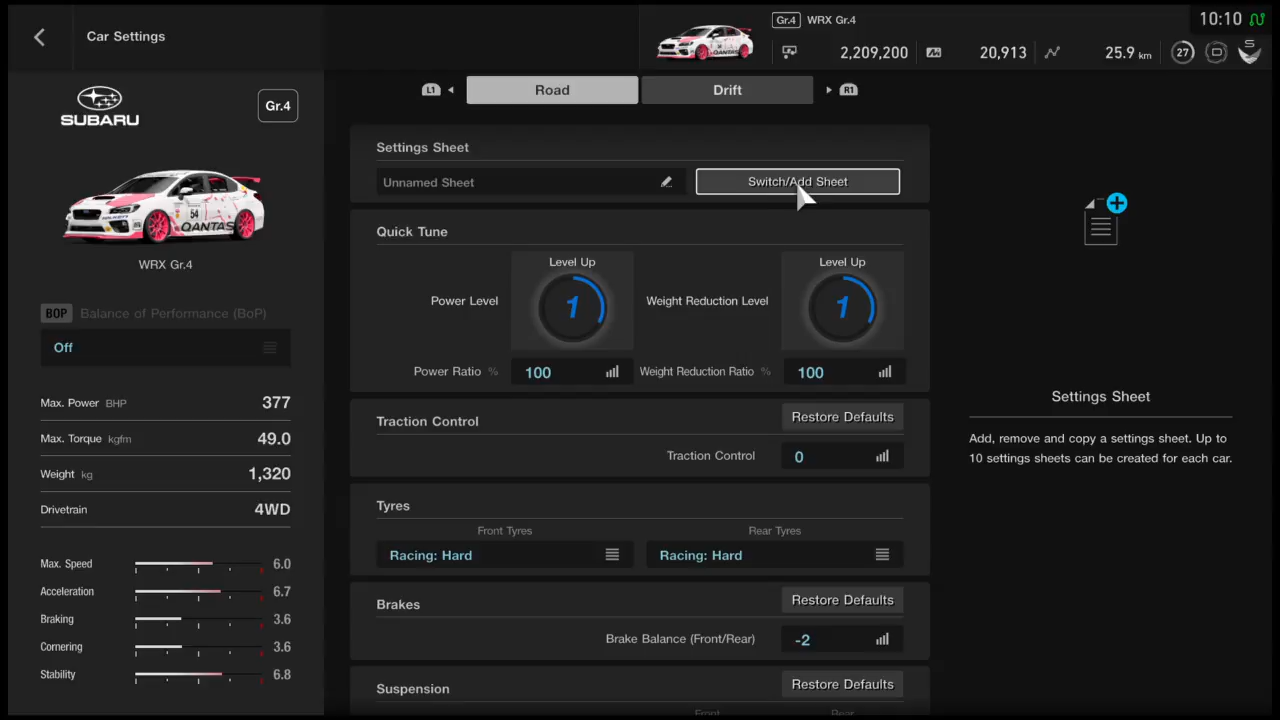 Car Settings
Gr.4 WRX Gr.4
10:10
2,209,200
20,913
25.9 km
27
S
L1
Road
Drift
R1
SUBARU
Gr.4
54
QANTAS
WRX Gr.4
BOP Balance of Performance (BoP)
Off
Max. Power BHP 377
Max. Torque kgfm 49.0
Weight kg 1,320
Drivetrain 4WD
Max. Speed 6.0
Acceleration 6.7
Braking 3.6
Cornering 3.6
Stability 6.8
Settings Sheet
Unnamed Sheet
Switch/Add Sheet
Quick Tune
Level Up
Level Up
Power Level 1
Weight Reduction Level 1
Power Ratio % 100
Weight Reduction Ratio % 100
Traction Control
Restore Defaults
Traction Control 0
Tyres
Front Tyres
Rear Tyres
Racing: Hard
Racing: Hard
Brakes
Restore Defaults
Brake Balance (Front/Rear) -2
Suspension
Restore Defaults
Front
Rear
Settings Sheet
Add, remove and copy a settings sheet. Up to
10 settings sheets can be created for each car.